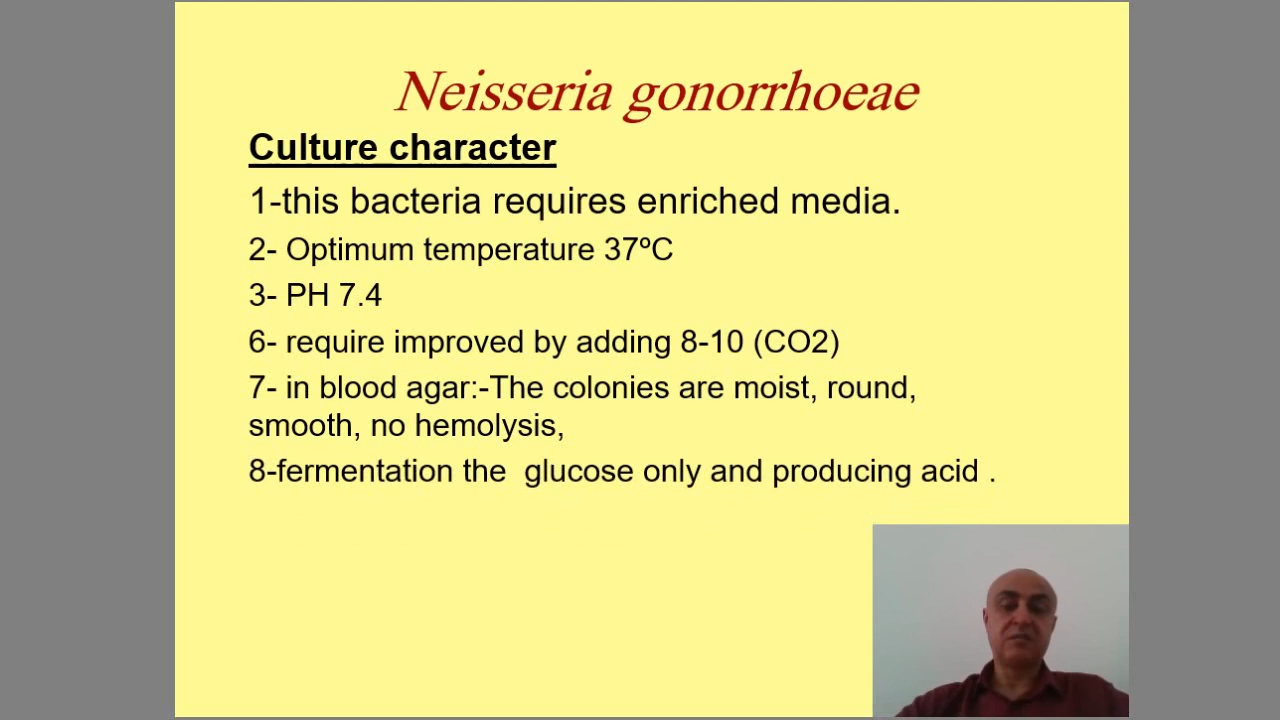 Neisseria gonorrhoeae
Culture character
1-this bacteria requires enriched media.
2- Optimum temperature 37ºC
3- PH 7.4
6- require improved by adding 8-10 (CO2)
7- in blood agar:-The colonies are moist, round,
smooth, no hemolysis,
8-fermentation the  glucose only and producing acid .